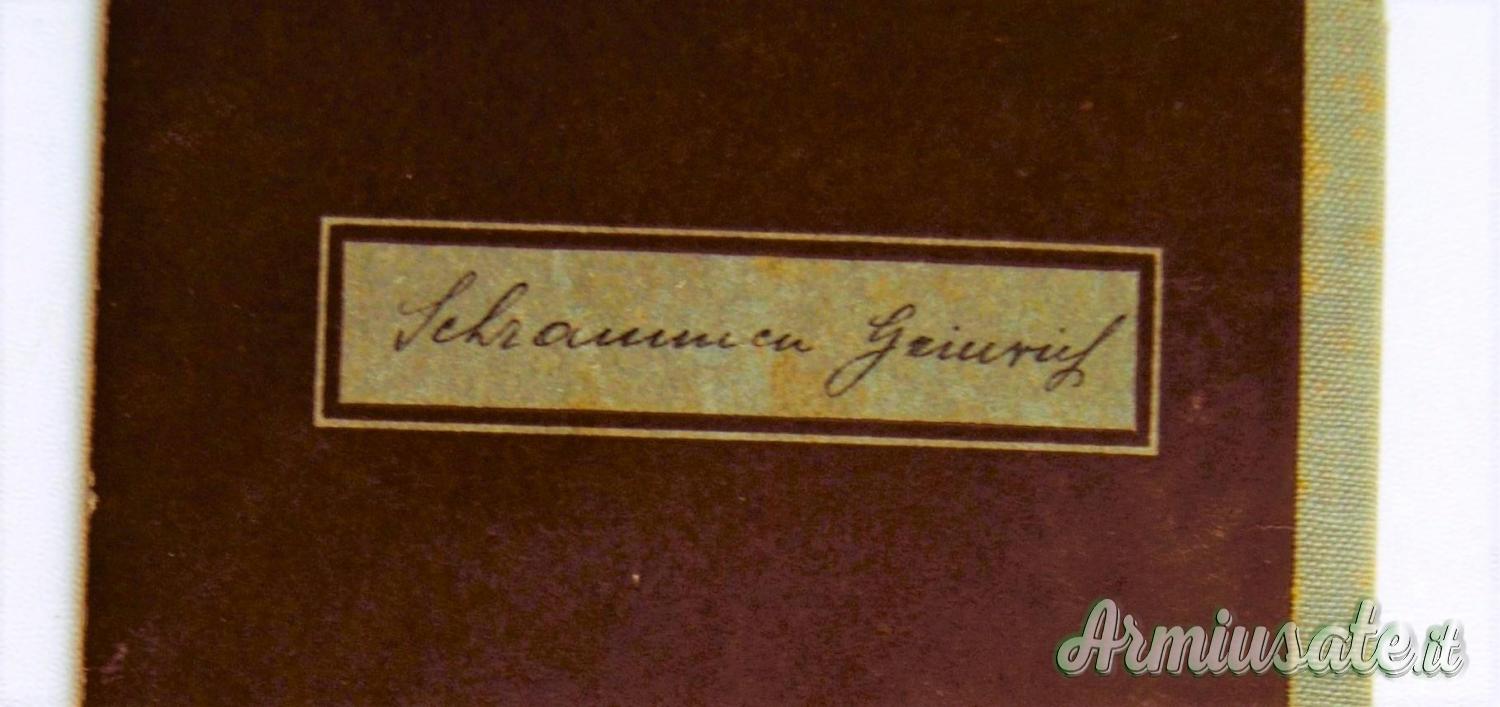 Schrammen Heinrich
Armiusate.it